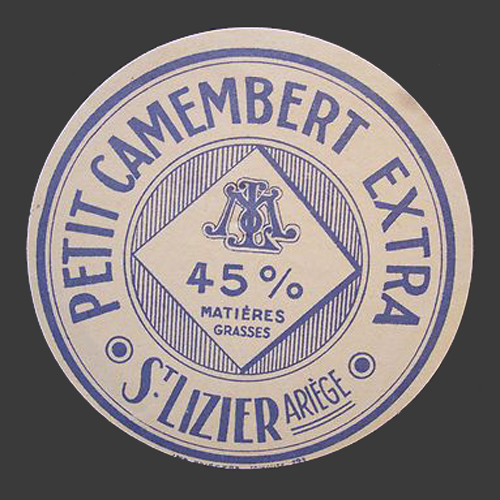 PETIT CAMEMBERT EXTRA
45%
MATIÈRES
GRASSES
ST. LIZIER ARIÈGE